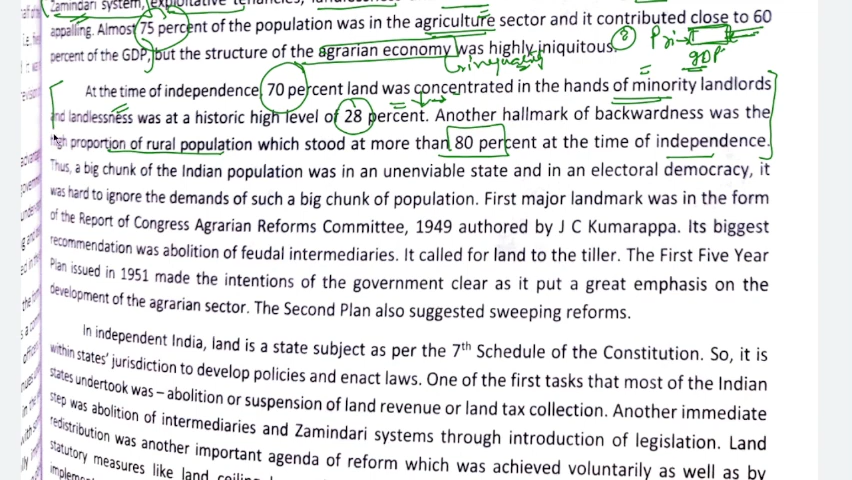 Zamindari system, exploitative tenancies,
appalling. Almost 75 percent of the population was in the agriculture sector and it contributed close to 60
percent of the GDP, but the structure of the agrarian economy was highly iniquitous.
GDP
inequality
At the time of independence, 70 percent land was concentrated in the hands of minority landlords
and landlessness was at a historic high level of 28 percent. Another hallmark of backwardness was the
high proportion of rural population which stood at more than 80 percent at the time of independence.
Thus, a big chunk of the Indian population was in an unenviable state and in an electoral democracy, it
was hard to ignore the demands of such a big chunk of population. First major landmark was in the form
of the Report of Congress Agrarian Reforms Committee, 1949 authored by J C Kumarappa. Its biggest
recommendation was abolition of feudal intermediaries. It called for land to the tiller. The First Five Year
Plan issued in 1951 made the intentions of the government clear as it put a great emphasis on the
development of the agrarian sector. The Second Plan also suggested sweeping reforms.
In independent India, land is a state subject as per the 7th Schedule of the Constitution. So, it is
within states' jurisdiction to develop policies and enact laws. One of the first tasks that most of the Indian
states undertook was – abolition or suspension of land revenue or land tax collection. Another immediate
step was abolition of intermediaries and Zamindari systems through introduction of legislation. Land
redistribution was another important agenda of reform which was achieved voluntarily as well as by
statutory measures like land ceiling